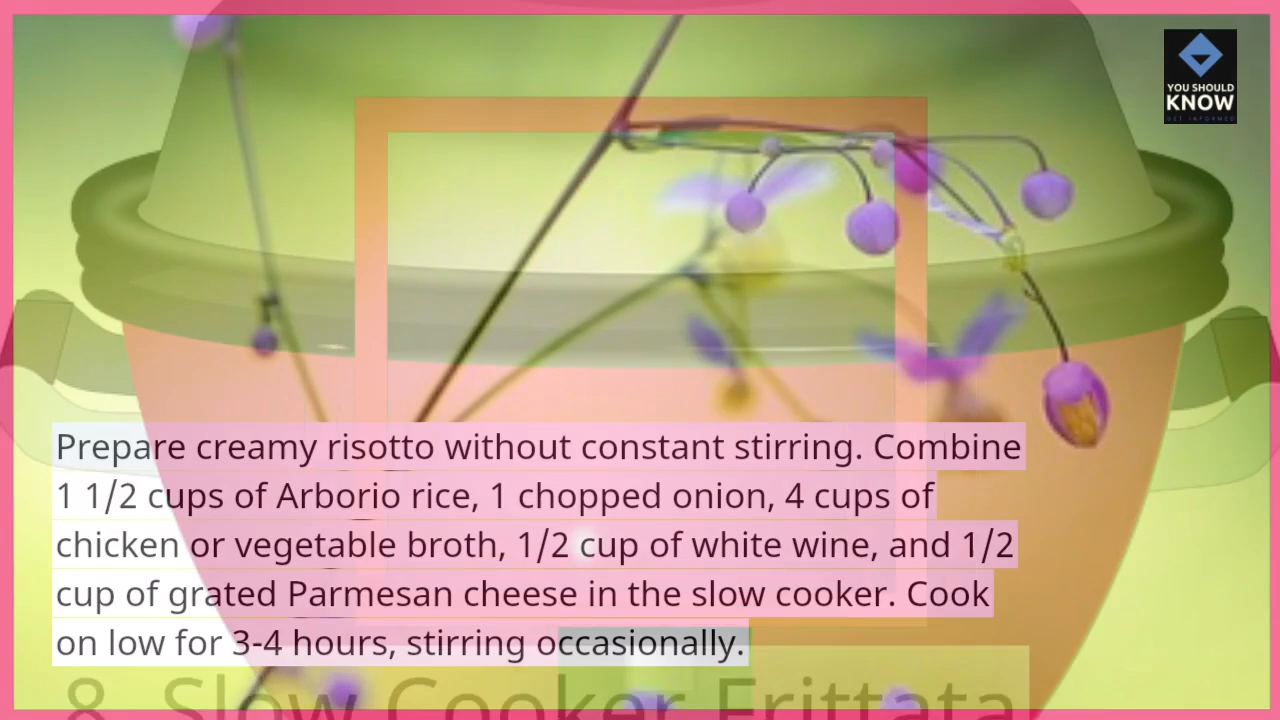 YOU SHOULD
KNOW
GET INFORMED
Prepare creamy risotto without constant stirring. Combine
1 1/2 cups of Arborio rice, 1 chopped onion, 4 cups of
chicken or vegetable broth, 1/2 cup of white wine, and 1/2
cup of grated Parmesan cheese in the slow cooker. Cook
on low for 3-4 hours, stirring occasionally.
8. Slow Cooker Frittata